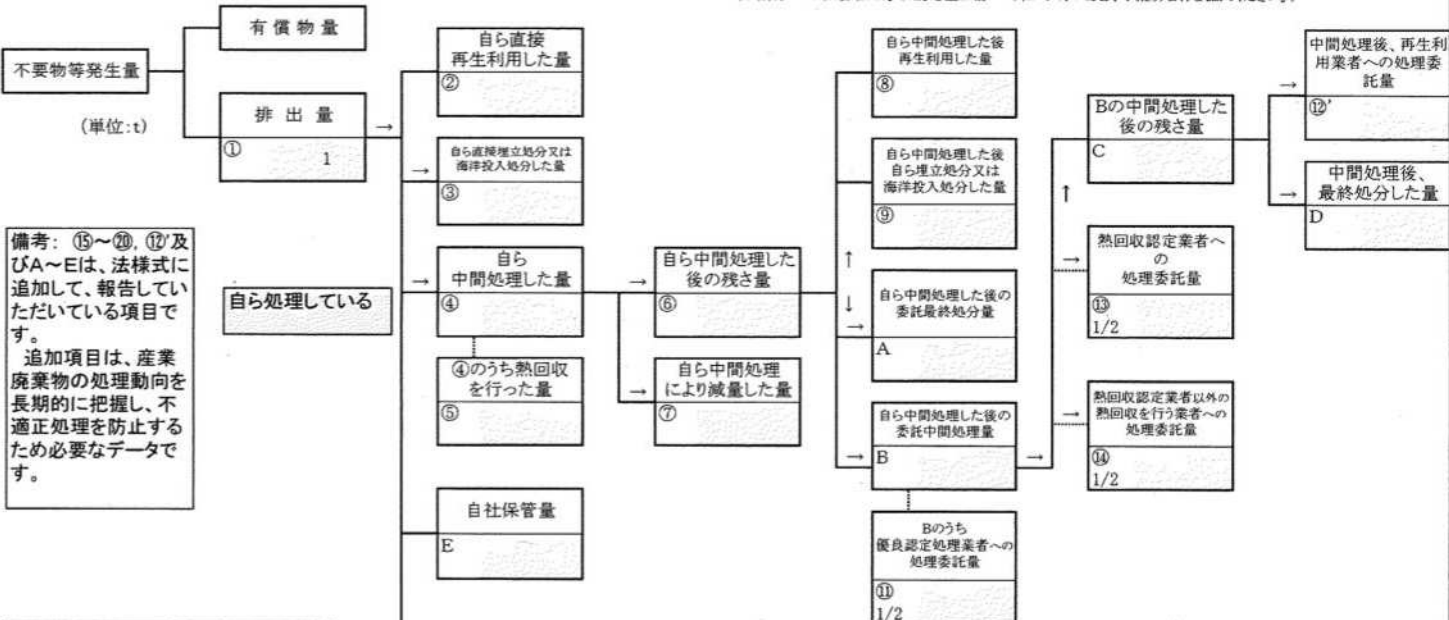 不要物等発生量
(単位:t)
有償物量
排出量
①
1
→
備考: ⑮~⑳, ⑫'及
びA~Eは、法様式に
追加して、報告してい
ただいている項目で
す。
追加項目は、産業
廃棄物の処理動向を
長期的に把握し、不
適正処理を防止する
ため必要なデータで
す。
自ら処理している
自ら直接
再生利用した量
②
→
自ら直接埋立処分又は
海洋投入処分した量
③
→
自ら
中間処理した量
④
④のうち熱回収
を行った量
⑤
自社保管量
E
→
自ら中間処理した
後の残さ量
⑥
→
自ら中間処理
により減量した量
⑦
自ら中間処理した後
再生利用した量
⑧
自ら中間処理した後
自ら埋立処分又は
海洋投入処分した量
⑨
↑
↓
→
自ら中間処理した後の
委託最終処分量
A
→
自ら中間処理した後の
委託中間処理量
B
Bのうち
優良認定処理業者への
処理委託量
⑪
1/2
→
Bの中間処理した
後の残さ量
C
↑
→
熱回収認定業者へ
の
処理委託量
⑬
1/2
→
熱回収認定業者以外の
熱回収を行う業者への
処理委託量
⑭
1/2
→
中間処理後、再生利
用業者への処理委
託量
⑫'
→
中間処理後、
最終処分した量
D